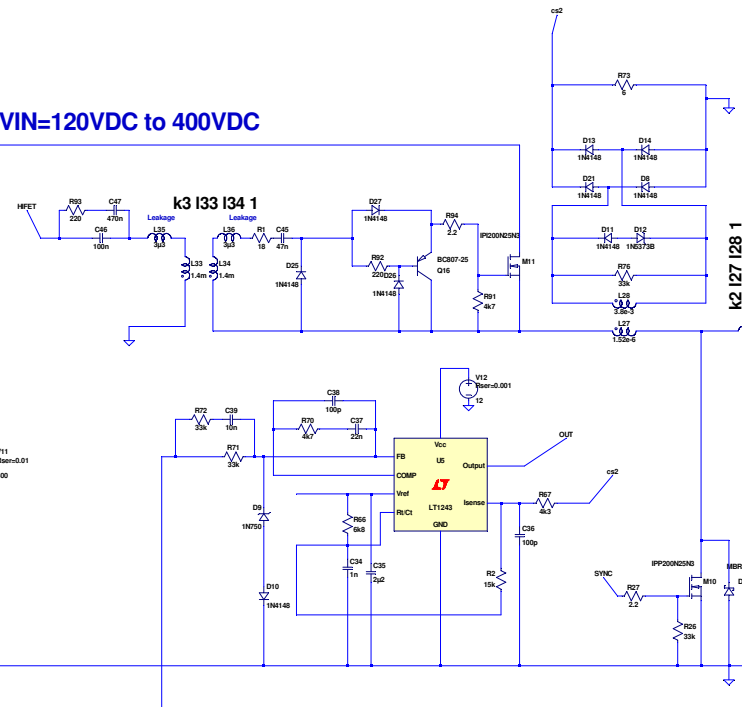 cs2
R73
6
VIN=120VDC to 400VDC
D13
D14
1N4148
1N4148
D21
D8
1N4148
1N4148
R93
C47
220
470n
k3 l33 l34 1
HIFET
Leakage
Leakage
C46
L35
100n
3µ3
L36
R1
C45
3µ3
18
47n
D27
1N4148
R94
2.2
IPI200N25N3
D11
D12
1N4148
1N5373B
k2 l27 l28 1
L33
L34
1.4m
1.4m
D25
1N4148
R92
220
D26
1N4148
BC807-25
Q16
M11
R76
33k
R91
4k7
L28
3.8e-3
L27
1.52e-6
C38
100p
V12
Rser=0.001
12
R72
C39
33k
10n
R70
C37
4k7
22n
R71
33k
Vcc
U5
OUT
FB
Output
COMP
cs2
Vref
Isense
LT1243
Rt/Ct
GND
R67
4k3
D9
1N750
R66
6k8
C36
100p
C34
1n
C35
2µ2
R2
15k
D10
1N4148
SYNC
IPP200N25N3
MBR
R27
2.2
M10
R26
33k